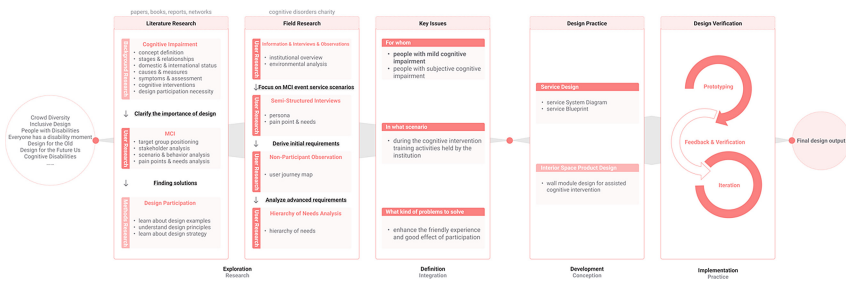 papers, books, reports, networks
cognitive disorders charity
Literature Research
Field Research
Key Issues
Design Practice
Design Verification
Crowd Diversity
Inclusive Design
People with Disabilities
Everyone has a disability moment
Design for the Old
Design for the Future Us
Cognitive Disabilities
......
Background Research
Cognitive Impairment
• concept definition
• stages & relationships
• domestic & international status
• causes & measures
• symptoms & assessment
• cognitive interventions
• design participation necessity
Clarify the importance of design
User Research
MCI
• target group positioning
• stakeholder analysis
• scenario & behavior analysis
• pain points & needs analysis
Finding solutions
Design Participation
• learn about design examples
• understand design principles
• learn about design strategy
User Research
Information & Interviews & Observations
• institutional overview
• environmental analysis
Focus on MCI event service scenarios
User Research
Semi-Structured Interviews
• persona
• pain point & needs
Derive initial requirements
User Research
Non-Participant Observation
• user journey map
Analyze advanced requirements
User Research
Hierarchy of Needs Analysis
• hierarchy of needs
For whom
• people with mild cognitive
impairment
• people with subjective cognitive
impairment
In what scenario
• during the cognitive intervention
training activities held by the
institution
What kind of problems to solve
• enhance the friendly experience
and good effect of participation
Service Design
• service System Diagram
• service Blueprint
Interior Space Product Design
• wall module design for assisted
cognitive intervention
Prototyping
Feedback & Verification
Iteration
Final design output
Exploration
Research
Definition
Integration
Development
Conception
Implementation
Practice